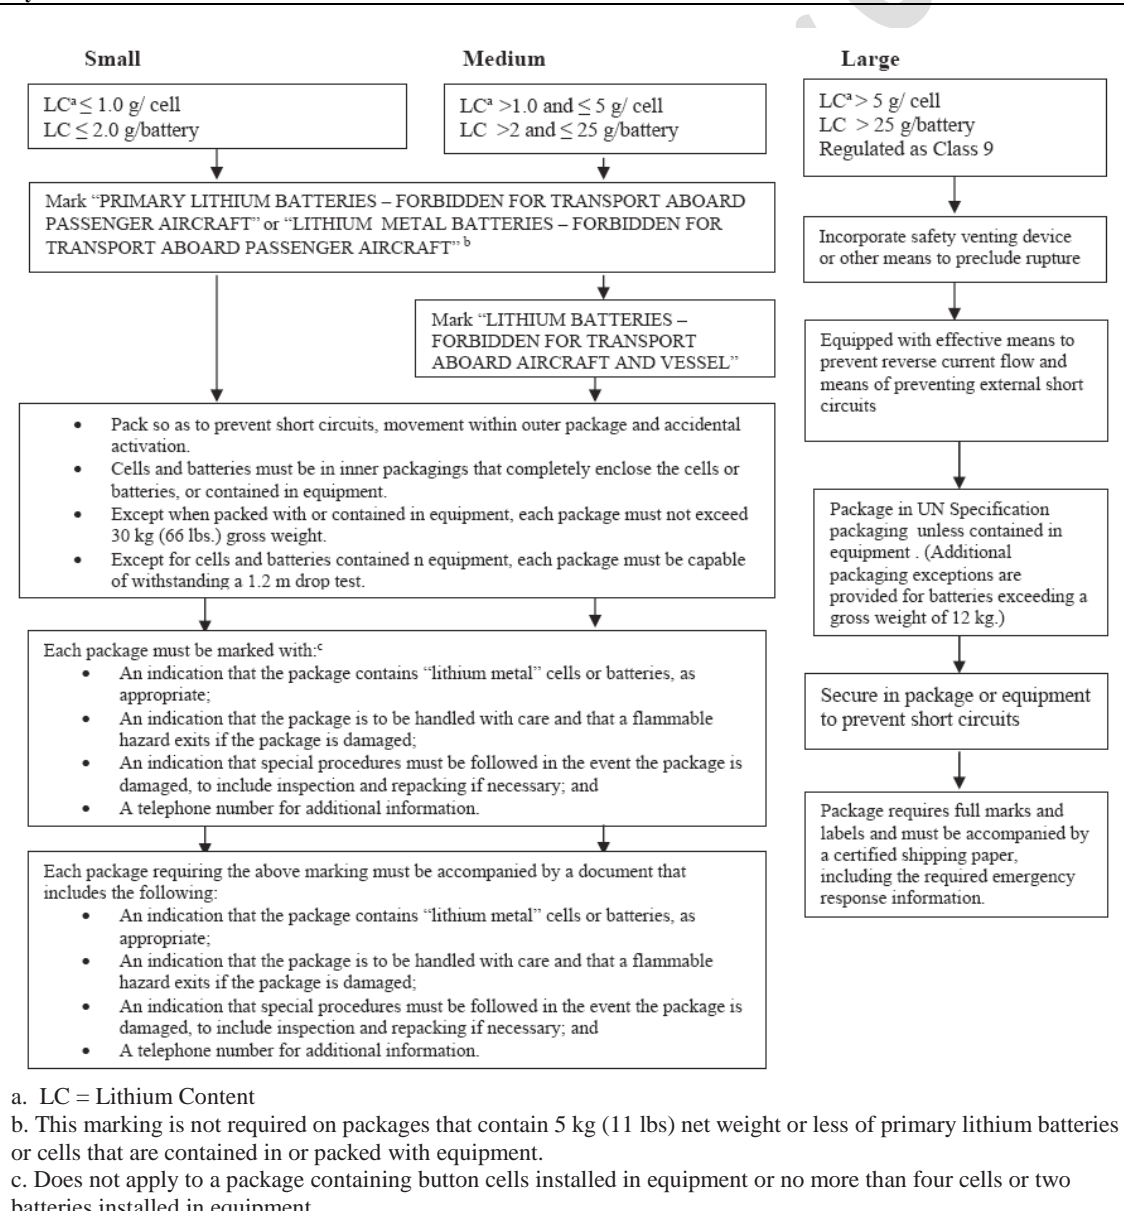 Small
LCᵃ ≤ 1.0 g/ cell
LC ≤ 2.0 g/battery
Medium
LCᵃ >1.0 and ≤ 5 g/ cell
LC >2 and ≤ 25 g/battery
Large
LCᵃ > 5 g/ cell
LC > 25 g/battery
Regulated as Class 9
Mark “PRIMARY LITHIUM BATTERIES – FORBIDDEN FOR TRANSPORT ABOARD
PASSENGER AIRCRAFT” or “LITHIUM METAL BATTERIES – FORBIDDEN FOR
TRANSPORT ABOARD PASSENGER AIRCRAFT” ᵇ
Mark “LITHIUM BATTERIES –
FORBIDDEN FOR TRANSPORT
ABOARD AIRCRAFT AND VESSEL”
• Pack so as to prevent short circuits, movement within outer package and accidental
activation.
• Cells and batteries must be in inner packagings that completely enclose the cells or
batteries, or contained in equipment.
• Except when packed with or contained in equipment, each package must not exceed
30 kg (66 lbs.) gross weight.
• Except for cells and batteries contained n equipment, each package must be capable
of withstanding a 1.2 m drop test.
Each package must be marked with:ᶜ
• An indication that the package contains “lithium metal” cells or batteries, as
appropriate;
• An indication that the package is to be handled with care and that a flammable
hazard exits if the package is damaged;
• An indication that special procedures must be followed in the event the package is
damaged, to include inspection and repacking if necessary; and
• A telephone number for additional information.
Each package requiring the above marking must be accompanied by a document that
includes the following:
• An indication that the package contains “lithium metal” cells or batteries, as
appropriate;
• An indication that the package is to be handled with care and that a flammable
hazard exits if the package is damaged;
• An indication that special procedures must be followed in the event the package is
damaged, to include inspection and repacking if necessary; and
• A telephone number for additional information.
Incorporate safety venting device
or other means to preclude rupture
Equipped with effective means to
prevent reverse current flow and
means of preventing external short
circuits
Package in UN Specification
packaging unless contained in
equipment . (Additional
packaging exceptions are
provided for batteries exceeding a
gross weight of 12 kg.)
Secure in package or equipment
to prevent short circuits
Package requires full marks and
labels and must be accompanied by
a certified shipping paper,
including the required emergency
response information.
a. LC = Lithium Content
b. This marking is not required on packages that contain 5 kg (11 lbs) net weight or less of primary lithium batteries
or cells that are contained in or packed with equipment.
c. Does not apply to a package containing button cells installed in equipment or no more than four cells or two
batteries installed in equipment